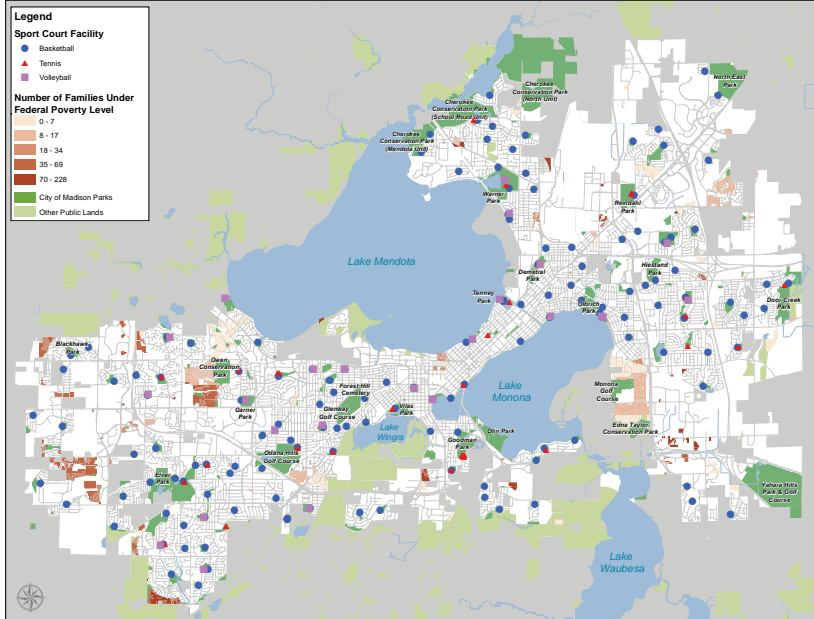 Legend
Sport Court Facility
Basketball
Tennis
Volleyball
Number of Families Under
Federal Poverty Level
0 - 7
8 - 17
18 - 34
35 - 69
70 - 228
City of Madison Parks
Other Public Lands
North East
Park
Cherokee
Conservation Park
(North Unit)
Cherokee
Conservation Park
(School Road Unit)
Cherokee
Conservation Park
(Mendota Unit)
Warner
Park
Reindahl
Park
Lake Mendota
Demetral
Park
Hiestand
Park
Tenney
Park
Olbrich
Park
Door Creek
Park
Blackhawk
Park
Owen
Conservation
Park
Garner
Park
Forest Hill
Cemetery
Glenway
Golf Course
Vilas
Park
Lake
Wingra
Lake
Monona
Monona
Golf
Course
Edna Taylor
Conservation Park
Olin Park
Goodman
Park
Odana Hills
Golf Course
Elver
Park
Yahara Hills
Park & Golf
Course
Lake
Waubesa